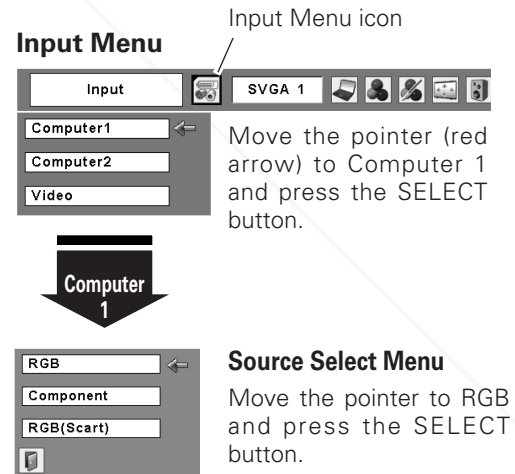 Input Menu icon
Input Menu
Input
SVGA 1
Computer1
Computer2
Video
Move the pointer (red
arrow) to Computer 1
and press the SELECT
button.
Computer
1
RGB
Component
RGB(Scart)
Source Select Menu
Move the pointer to RGB
and press the SELECT
button.